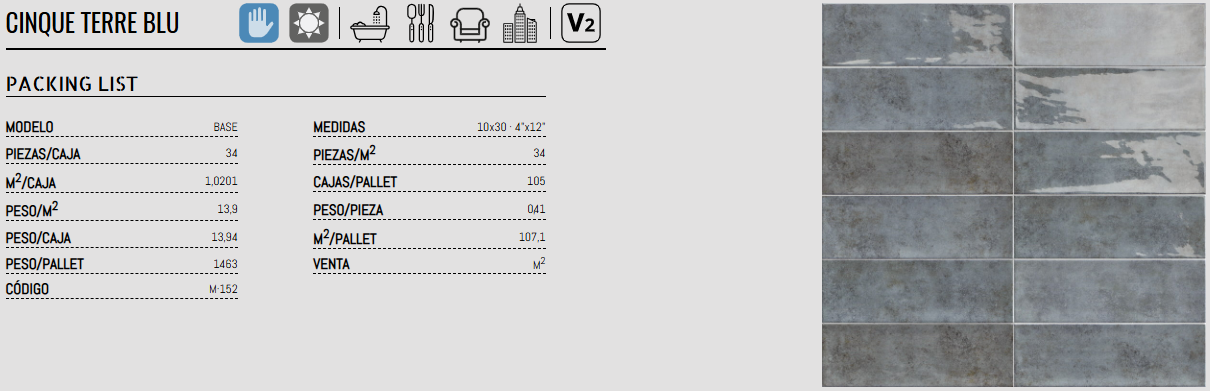 CINQUE TERRE BLU
V2
PACKING LIST
MODELO BASE
PIEZAS/CAJA 34
M²/CAJA 1,0201
PESO/M² 13,9
PESO/CAJA 13,94
PESO/PALLET 1463
CÓDIGO M-152
MEDIDAS 10x30 · 4"x12"
PIEZAS/M² 34
CAJAS/PALLET 105
PESO/PIEZA 0,41
M²/PALLET 107,1
VENTA M²